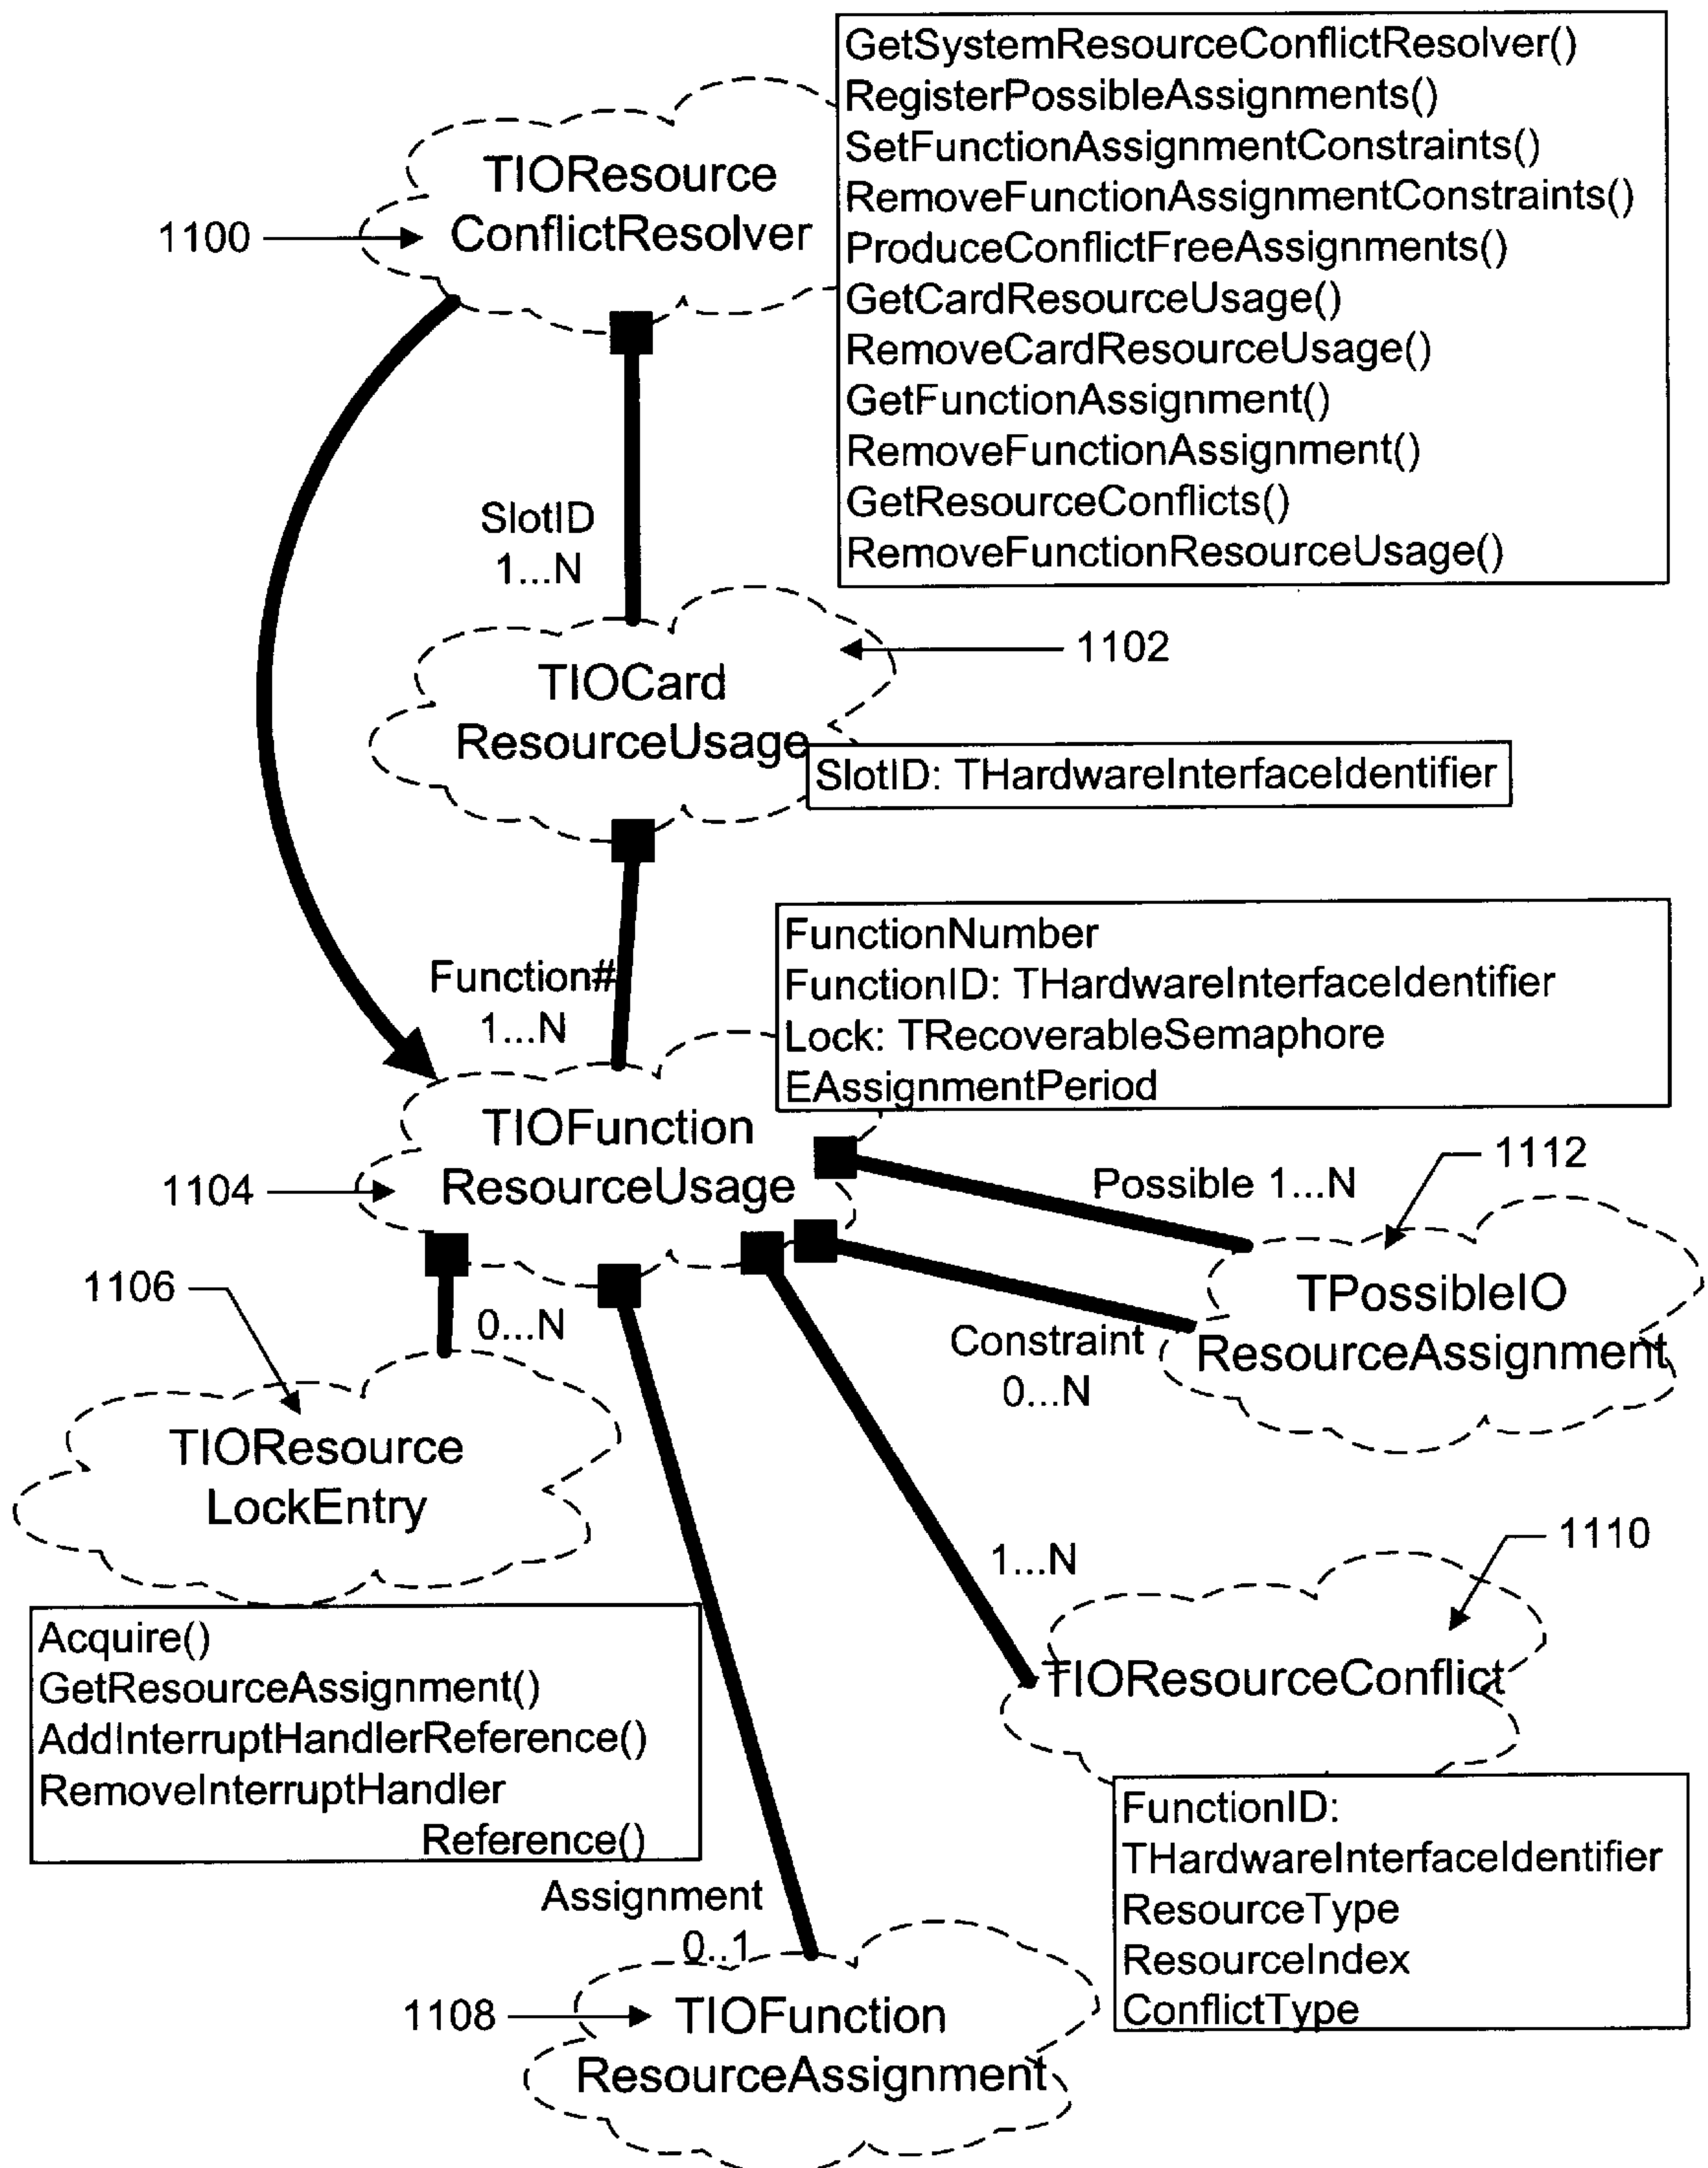 GetSystemResourceConflictResolver()
RegisterPossibleAssignments()
SetFunctionAssignmentConstraints()
RemoveFunctionAssignmentConstraints()
ProduceConflictFreeAssignments()
GetCardResourceUsage()
RemoveCardResourceUsage()
GetFunctionAssignment()
RemoveFunctionAssignment()
GetResourceConflicts()
RemoveFunctionResourceUsage()
TIOResource
ConflictResolver
1100
SlotID
1...N
1102
TIOCard
ResourceUsage
SlotID: THardwareInterfaceIdentifier
Function#
1...N
FunctionNumber
FunctionID: THardwareInterfaceIdentifier
Lock: TRecoverableSemaphore
EAssignmentPeriod
TIOFunction
ResourceUsage
1104
Possible 1...N
1112
TPossibleIO
ResourceAssignment
Constraint
0...N
1106
0...N
TIOResource
LockEntry
Acquire()
GetResourceAssignment()
AddInterruptHandlerReference()
RemoveInterruptHandler
Reference()
1...N
1110
TIOResourceConflict
FunctionID:
THardwareInterfaceIdentifier
ResourceType
ResourceIndex
ConflictType
Assignment
0..1
1108
TIOFunction
ResourceAssignment